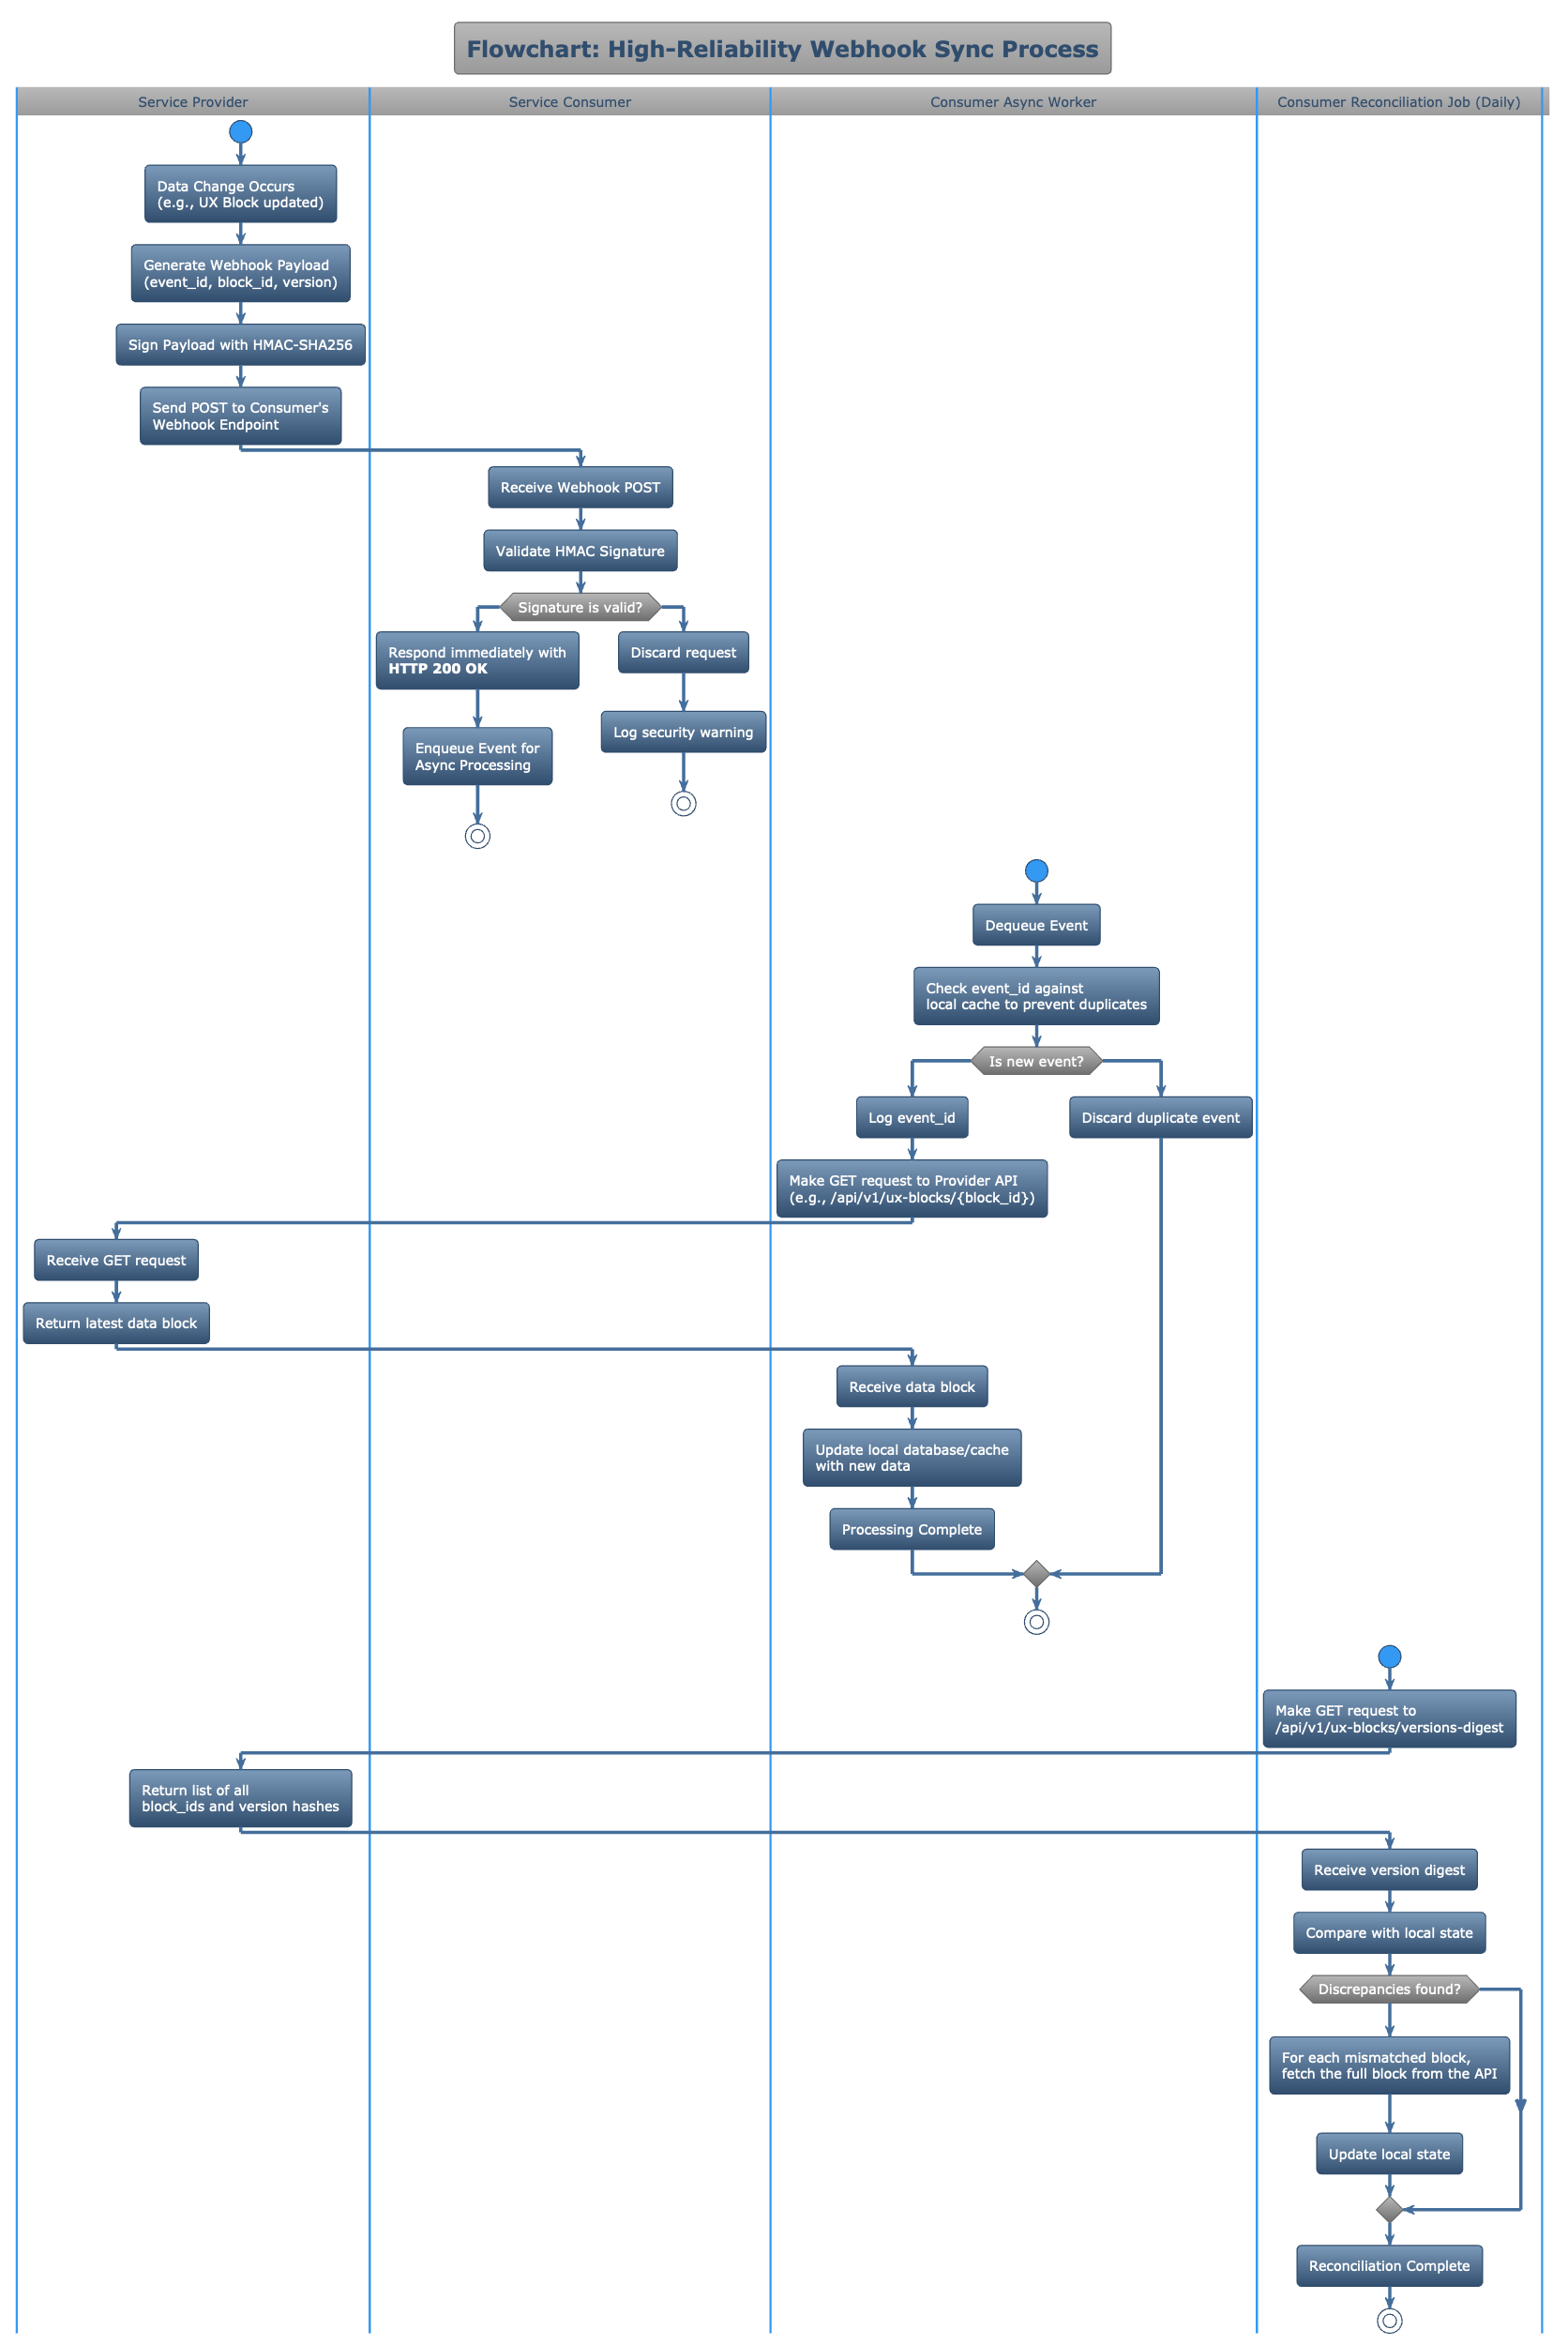 Flowchart: High-Reliability Webhook Sync Process
Service Provider
Service Consumer
Consumer Async Worker
Consumer Reconciliation Job (Daily)
Data Change Occurs
(e.g., UX Block updated)
Generate Webhook Payload
(event_id, block_id, version)
Sign Payload with HMAC-SHA256
Send POST to Consumer's
Webhook Endpoint
Receive Webhook POST
Validate HMAC Signature
Signature is valid?
Respond immediately with
HTTP 200 OK
Discard request
Log security warning
Enqueue Event for
Async Processing
Dequeue Event
Check event_id against
local cache to prevent duplicates
Is new event?
Log event_id
Discard duplicate event
Make GET request to Provider API
(e.g., /api/v1/ux-blocks/{block_id})
Receive GET request
Return latest data block
Receive data block
Update local database/cache
with new data
Processing Complete
Make GET request to
/api/v1/ux-blocks/versions-digest
Return list of all
block_ids and version hashes
Receive version digest
Compare with local state
Discrepancies found?
For each mismatched block,
fetch the full block from the API
Update local state
Reconciliation Complete